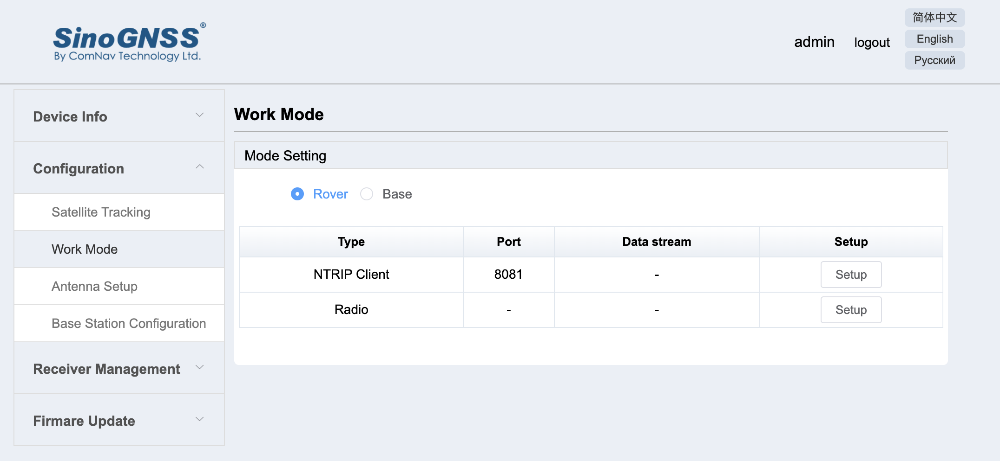 SinoGNSS®
By ComNav Technology Ltd.
admin
logout
简体中文
English
Русский
Device Info
Configuration
Satellite Tracking
Work Mode
Antenna Setup
Base Station Configuration
Receiver Management
Firmare Update
Work Mode
Mode Setting
Rover Base
Type Port Data stream Setup
NTRIP Client 8081 - Setup
Radio - - Setup